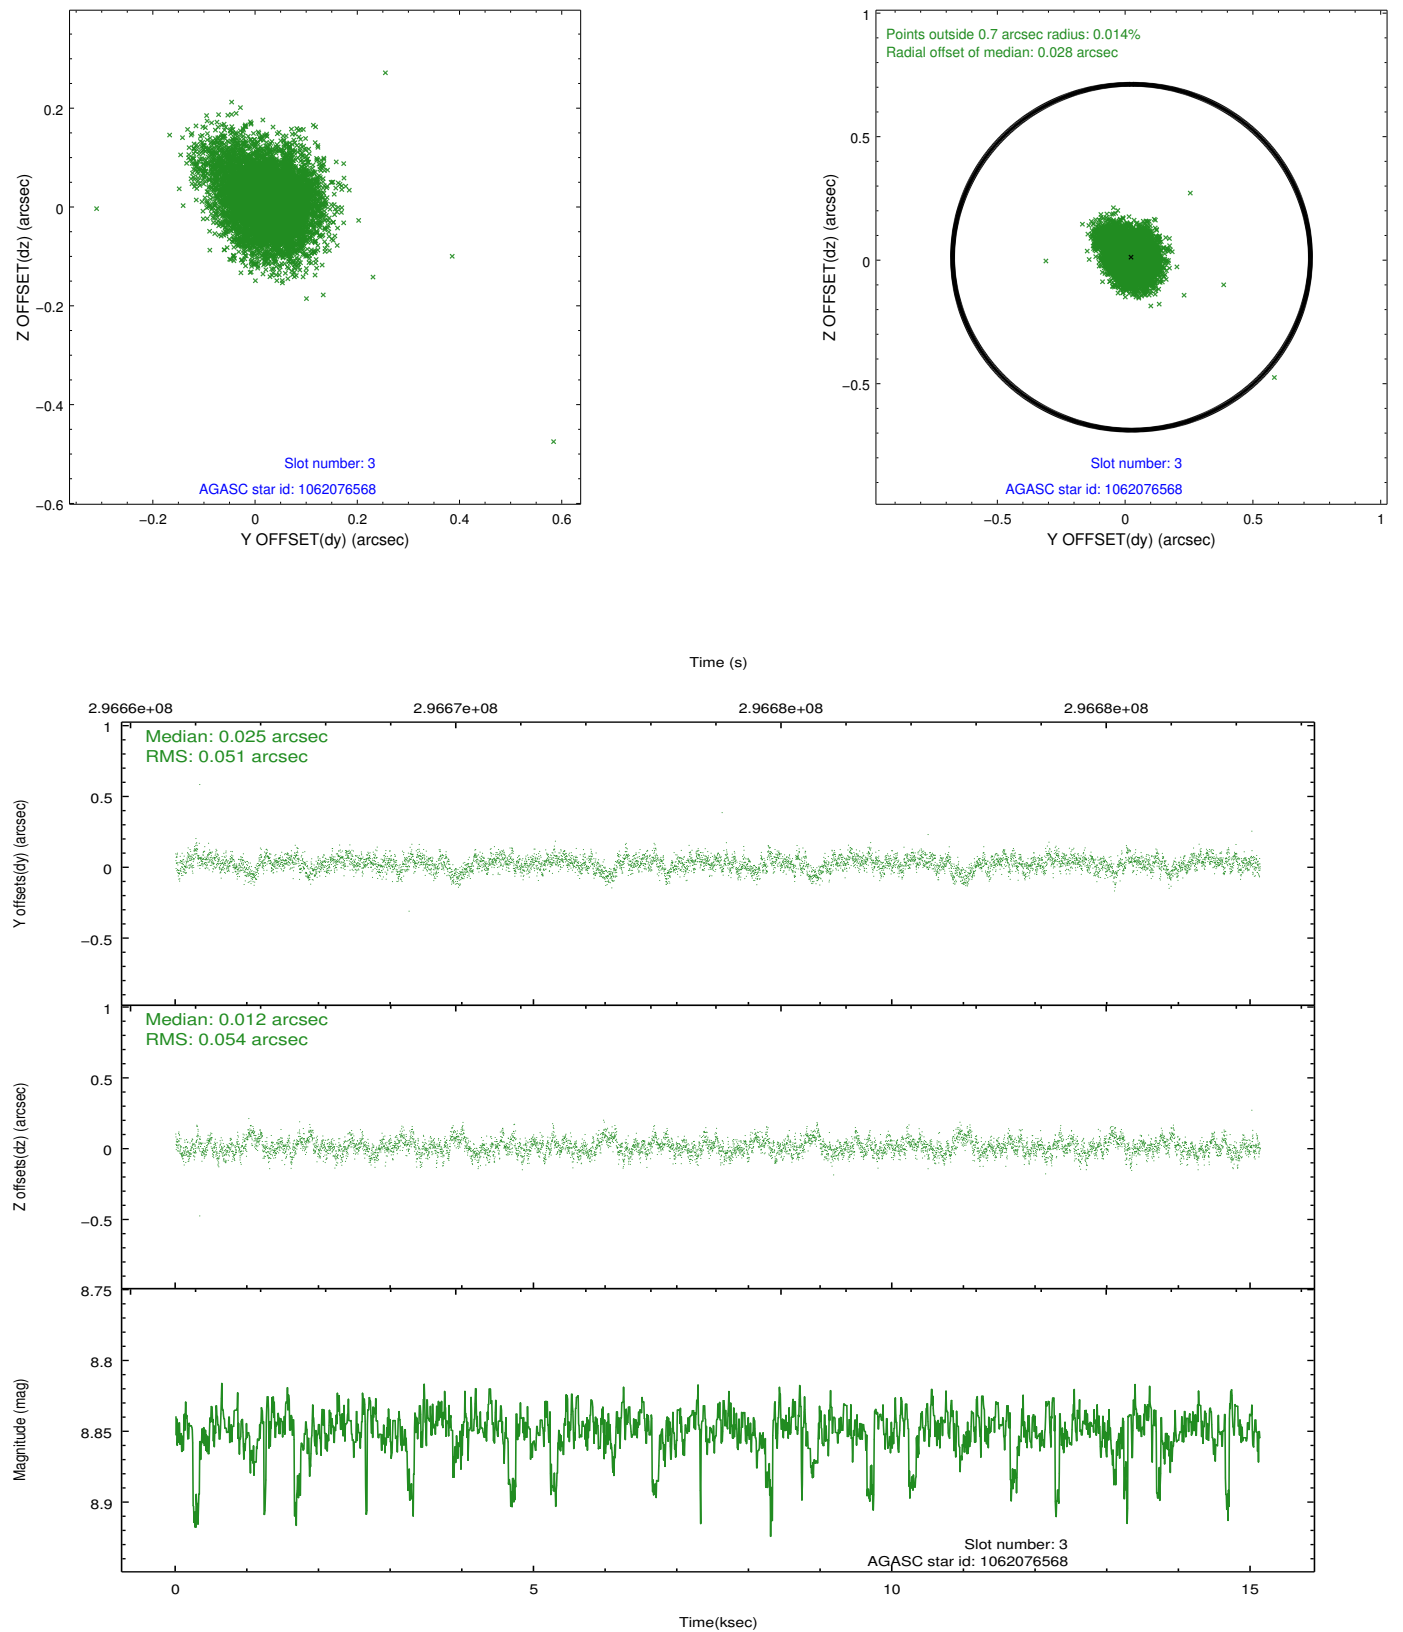 0.2
0
−0.2
−0.4
−0.6
Z OFFSET(dz) (arcsec)
Slot number: 3
AGASC star id: 1062076568
−0.2 0 0.2 0.4 0.6
Y OFFSET(dy) (arcsec)
1
0.5
0
−0.5
Z OFFSET(dz) (arcsec)
Points outside 0.7 arcsec radius: 0.014%
Radial offset of median: 0.028 arcsec
Slot number: 3
AGASC star id: 1062076568
−0.5 0 0.5 1
Y OFFSET(dy) (arcsec)
Time (s)
2.9666e+08 2.9667e+08 2.9668e+08 2.9668e+08
1
0.5
0
−0.5
Y offsets(dy) (arcsec)
Median: 0.025 arcsec
RMS: 0.051 arcsec
1
0.5
0
−0.5
Z offsets(dz) (arcsec)
Median: 0.012 arcsec
RMS: 0.054 arcsec
8.75
8.8
8.85
8.9
Magnitude (mag)
Slot number: 3
AGASC star id: 1062076568
0 5 10 15
Time(ksec)